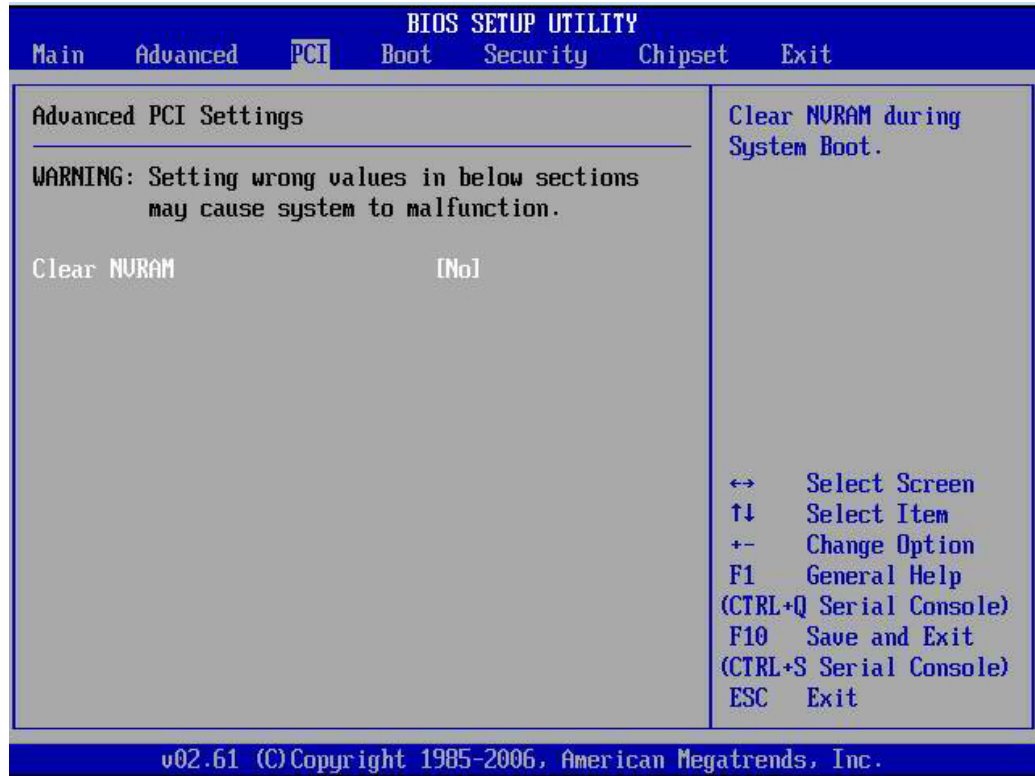 BIOS SETUP UTILITY
Main Advanced PCI Boot Security Chipset Exit
Advanced PCI Settings
WARNING: Setting wrong values in below sections
may cause system to malfunction.
Clear NVRAM [No]
Clear NVRAM during
System Boot.
↔ Select Screen
↑↓ Select Item
+- Change Option
F1 General Help
(CTRL+Q Serial Console)
F10 Save and Exit
(CTRL+S Serial Console)
ESC Exit
v02.61 (C)Copyright 1985-2006, American Megatrends, Inc.